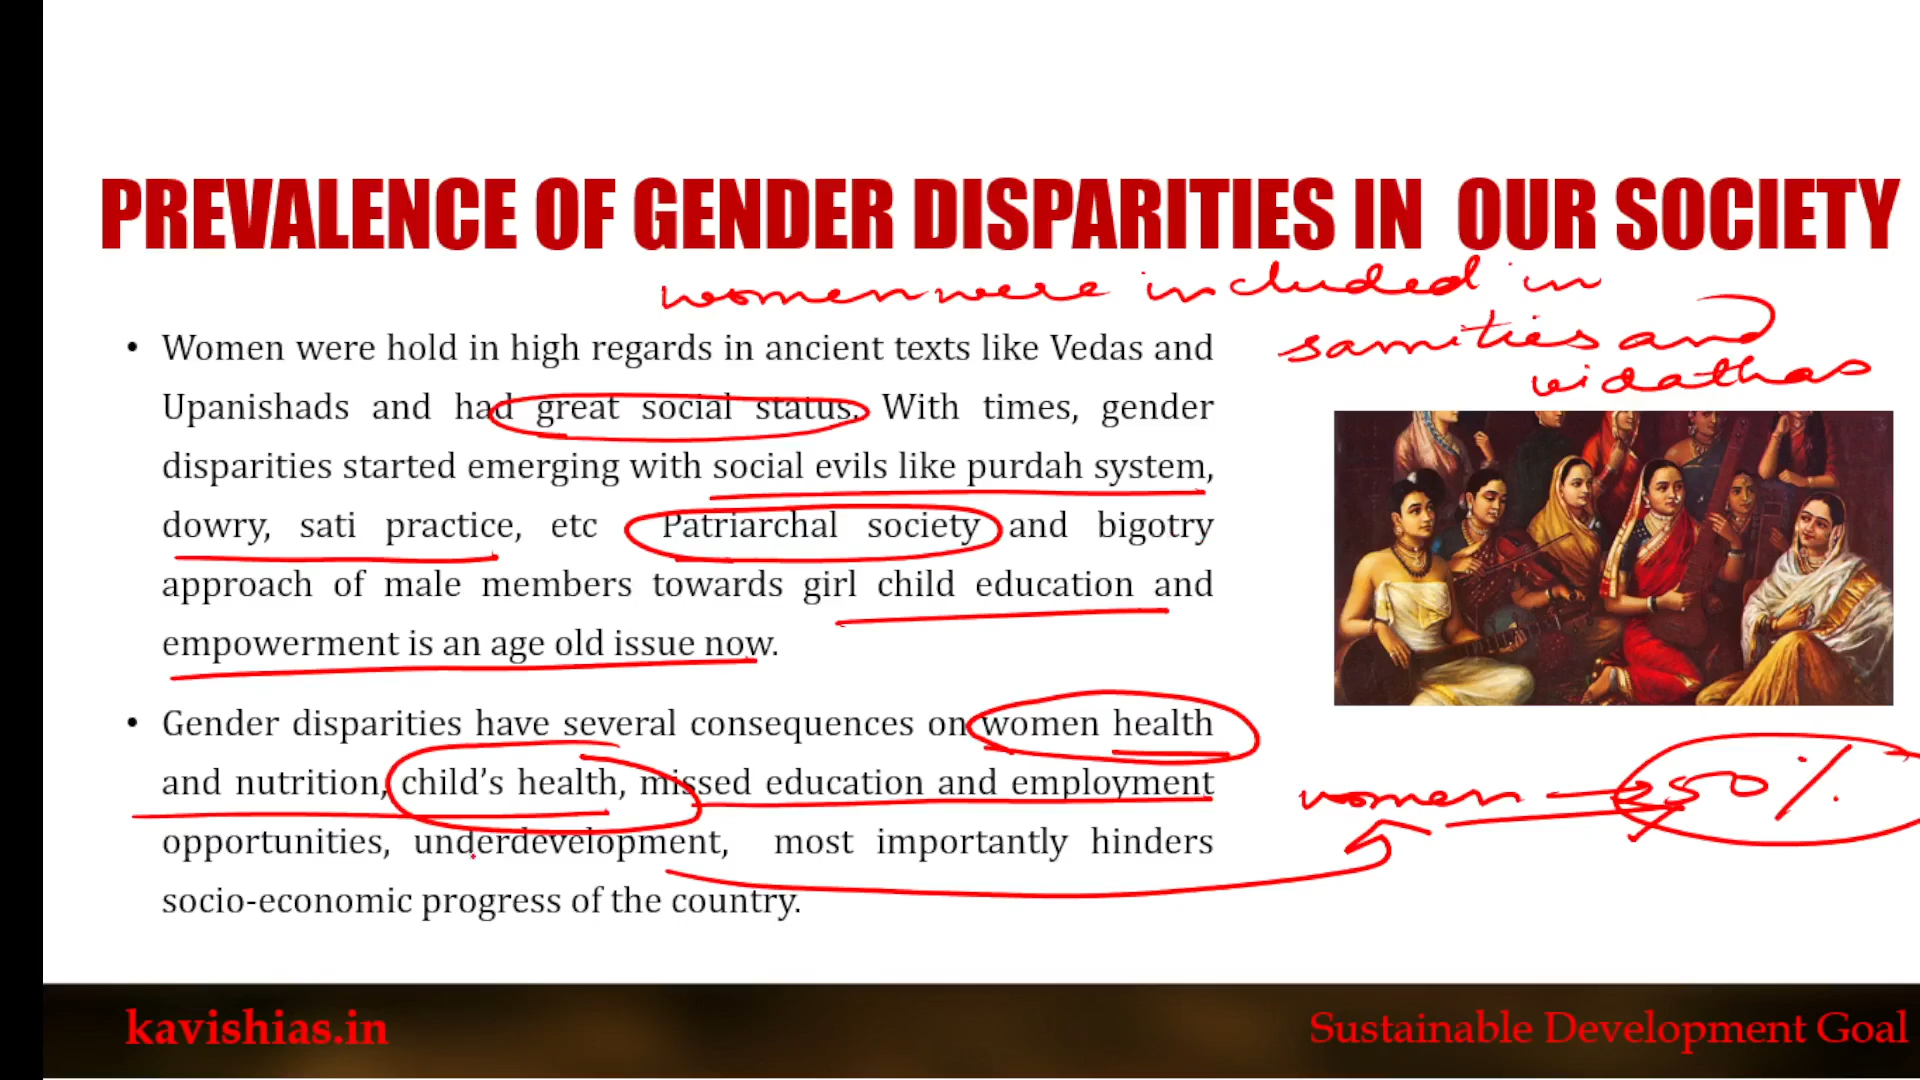 PREVALENCE OF GENDER DISPARITIES IN OUR SOCIETY
women were included in
samities and
vidathas
• Women were hold in high regards in ancient texts like Vedas and
Upanishads and had great social status. With times, gender
disparities started emerging with social evils like purdah system,
dowry, sati practice, etc Patriarchal society and bigotry
approach of male members towards girl child education and
empowerment is an age old issue now.
• Gender disparities have several consequences on women health
and nutrition, child's health, missed education and employment
opportunities, underdevelopment, most importantly hinders
socio-economic progress of the country.
women → 50%
kavishias.in
Sustainable Development Goal